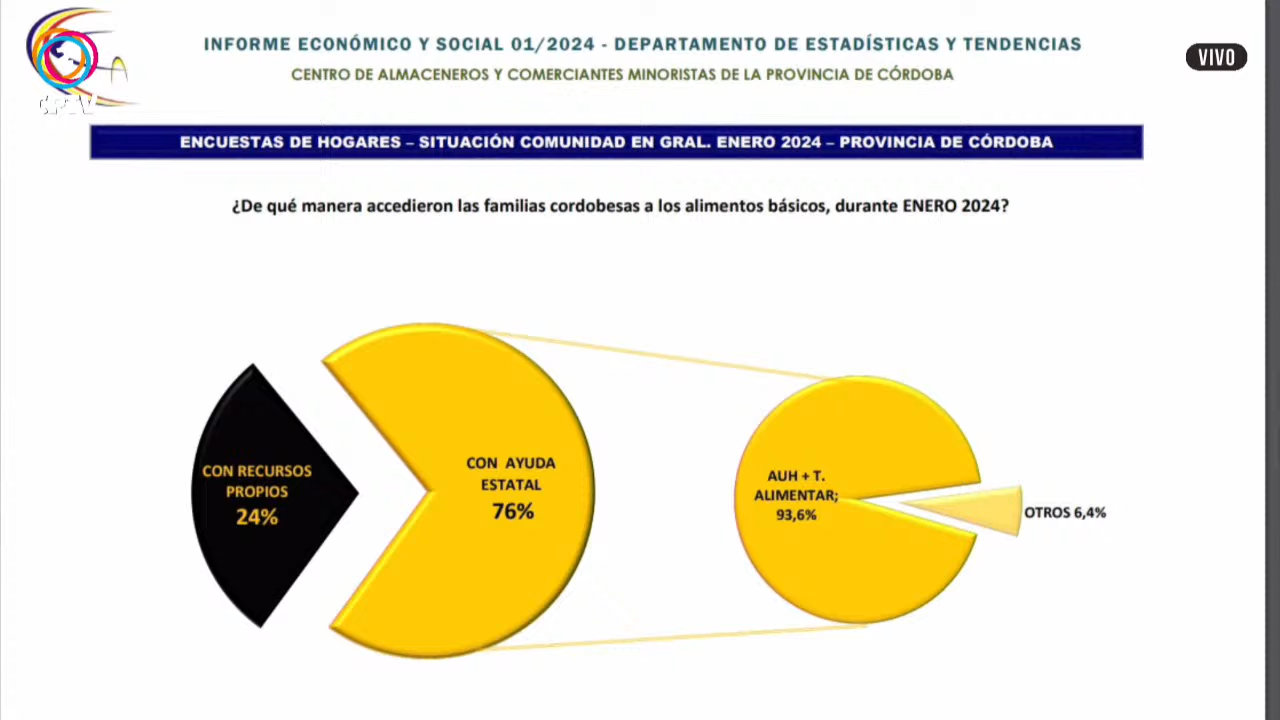 INFORME ECONÓMICO Y SOCIAL 01/2024 - DEPARTAMENTO DE ESTADÍSTICAS Y TENDENCIAS
VIVO
CENTRO DE ALMACENEROS Y COMERCIANTES MINORISTAS DE LA PROVINCIA DE CÓRDOBA
ENCUESTAS DE HOGARES – SITUACIÓN COMUNIDAD EN GRAL. ENERO 2024 – PROVINCIA DE CÓRDOBA
¿De qué manera accedieron las familias cordobesas a los alimentos básicos, durante ENERO 2024?
CON RECURSOS
PROPIOS
24%
CON AYUDA
ESTATAL
76%
AUH + T.
ALIMENTAR;
93,6%
OTROS 6,4%